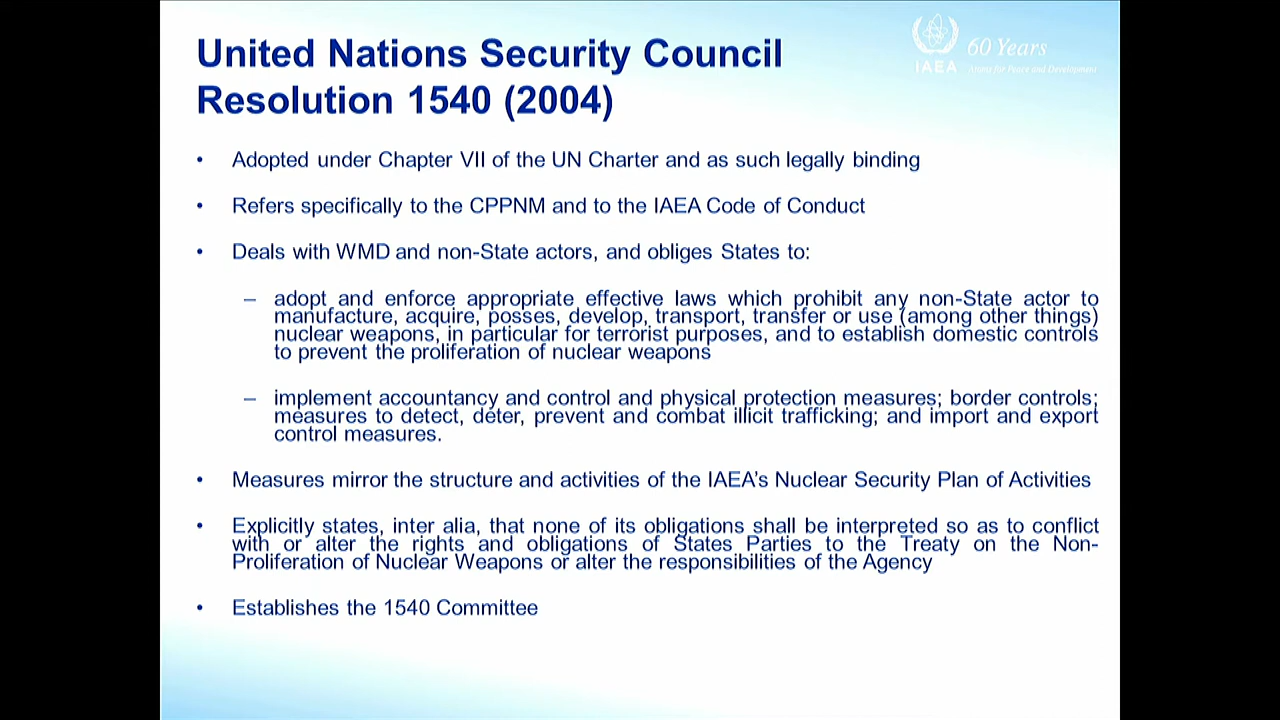 United Nations Security Council
Resolution 1540 (2004)
IAEA
60 Years
Atoms for Peace and Development
• Adopted under Chapter VII of the UN Charter and as such legally binding
• Refers specifically to the CPPNM and to the IAEA Code of Conduct
• Deals with WMD and non-State actors, and obliges States to:
– adopt and enforce appropriate effective laws which prohibit any non-State actor to
manufacture, acquire, posses, develop, transport, transfer or use (among other things)
nuclear weapons, in particular for terrorist purposes, and to establish domestic controls
to prevent the proliferation of nuclear weapons
– implement accountancy and control and physical protection measures; border controls;
measures to detect, deter, prevent and combat illicit trafficking; and import and export
control measures.
• Measures mirror the structure and activities of the IAEA’s Nuclear Security Plan of Activities
• Explicitly states, inter alia, that none of its obligations shall be interpreted so as to conflict
with or alter the rights and obligations of States Parties to the Treaty on the Non-
Proliferation of Nuclear Weapons or alter the responsibilities of the Agency
• Establishes the 1540 Committee